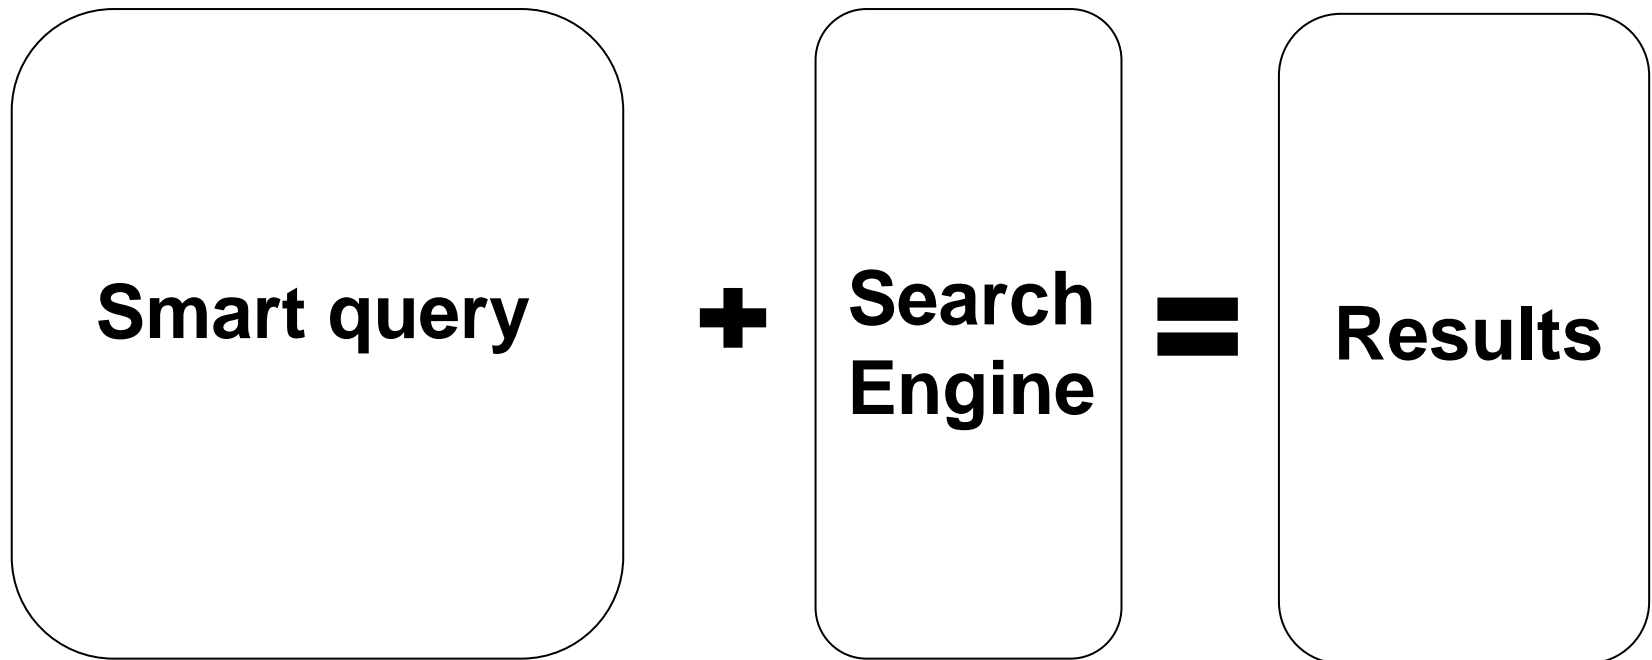 Smart query
+
Search
Engine
=
Results